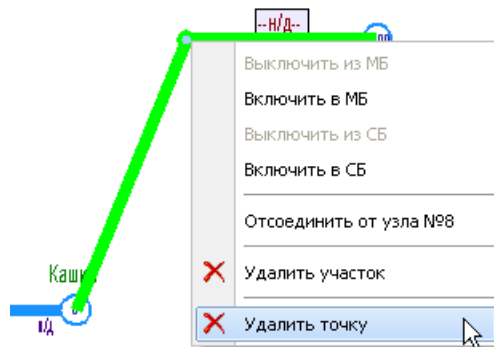 --н/д--
Выключить из МБ
Включить в МБ
Выключить из СБ
Включить в СБ
Отсоединить от узла №8
Удалить участок
Удалить точку